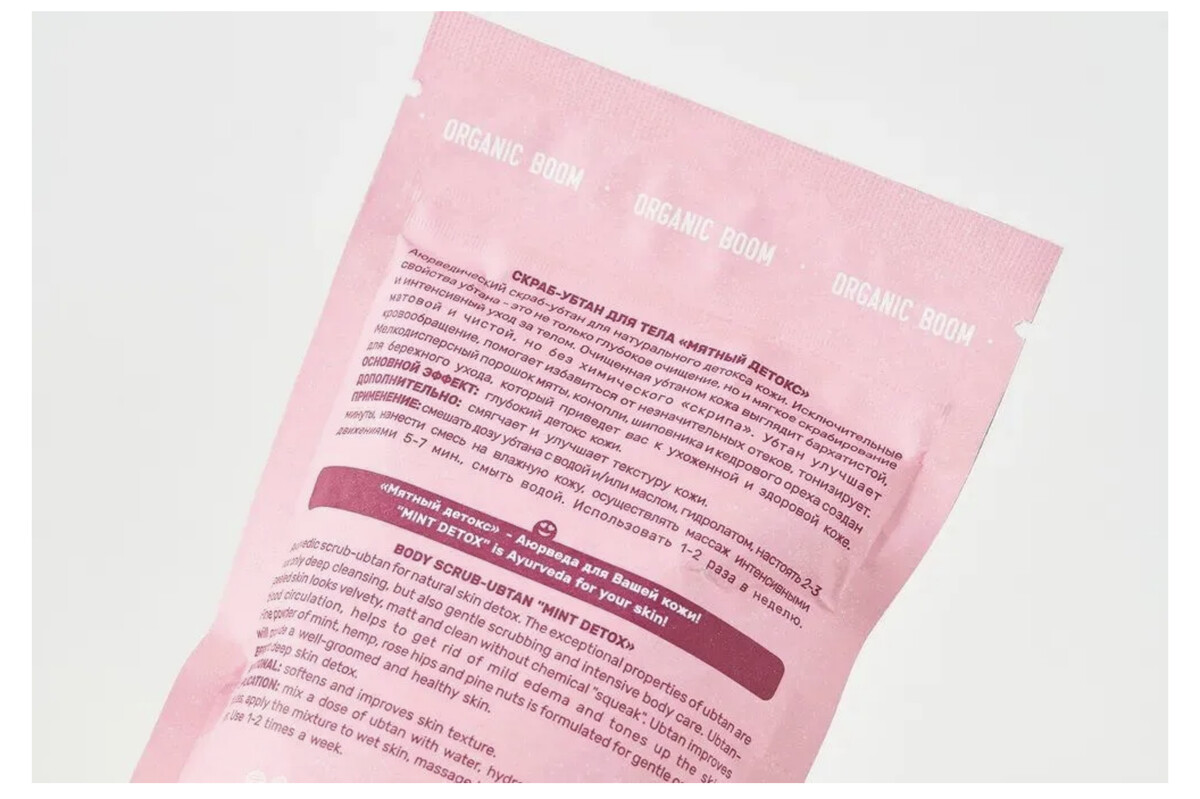 ORGANIC BOOM · ORGANIC BOOM · ORGANIC BOOM
СКРАБ-УБТАН ДЛЯ ТЕЛА «МЯТНЫЙ ДЕТОКС»
Аюрведический скраб-убтан для натурального детокса кожи. Исключительные
свойства убтана - это не только глубокое очищение, но и мягкое скрабирование
и интенсивный уход за телом. Очищенная убтаном кожа выглядит бархатистой,
матовой и чистой, но без химического «скрипа». Убтан улучшает
кровообращение, помогает избавиться от незначительных отеков, тонизирует.
Мелкодисперсный порошок мяты, конопли, шиповника и кедрового ореха создан
для бережного ухода, который приведет вас к ухоженной и здоровой коже.
ОСНОВНОЙ ЭФФЕКТ: глубокий детокс кожи.
ДОПОЛНИТЕЛЬНО: смягчает и улучшает текстуру кожи.
ПРИМЕНЕНИЕ: смешать дозу убтана с водой и/или маслом, гидролатом, настоять 2-3
минуты, нанести смесь на влажную кожу, осуществлять массаж интенсивными
движениями 5-7 мин., смыть водой. Использовать 1-2 раза в неделю.
«Мятный детокс» - Аюрведа для Вашей кожи!
"MINT DETOX" is Ayurveda for your skin!
BODY SCRUB-UBTAN "MINT DETOX»
scrub-ubtan for natural skin detox. The exceptional properties of ubtan are
only deep cleansing, but also gentle scrubbing and intensive body care. Ubtan-
skin looks velvety, matt and clean without chemical "squeak". Ubtan improves
circulation, helps to get rid of mild edema and tones up the
of mint, hemp, rose hips and pine nuts is formulated for gentle
a well-groomed and healthy skin.
deep skin detox.
softens and improves skin texture.
mix a dose of ubtan with water,
apply the mixture to wet skin, massage
Use 1-2 times a week.